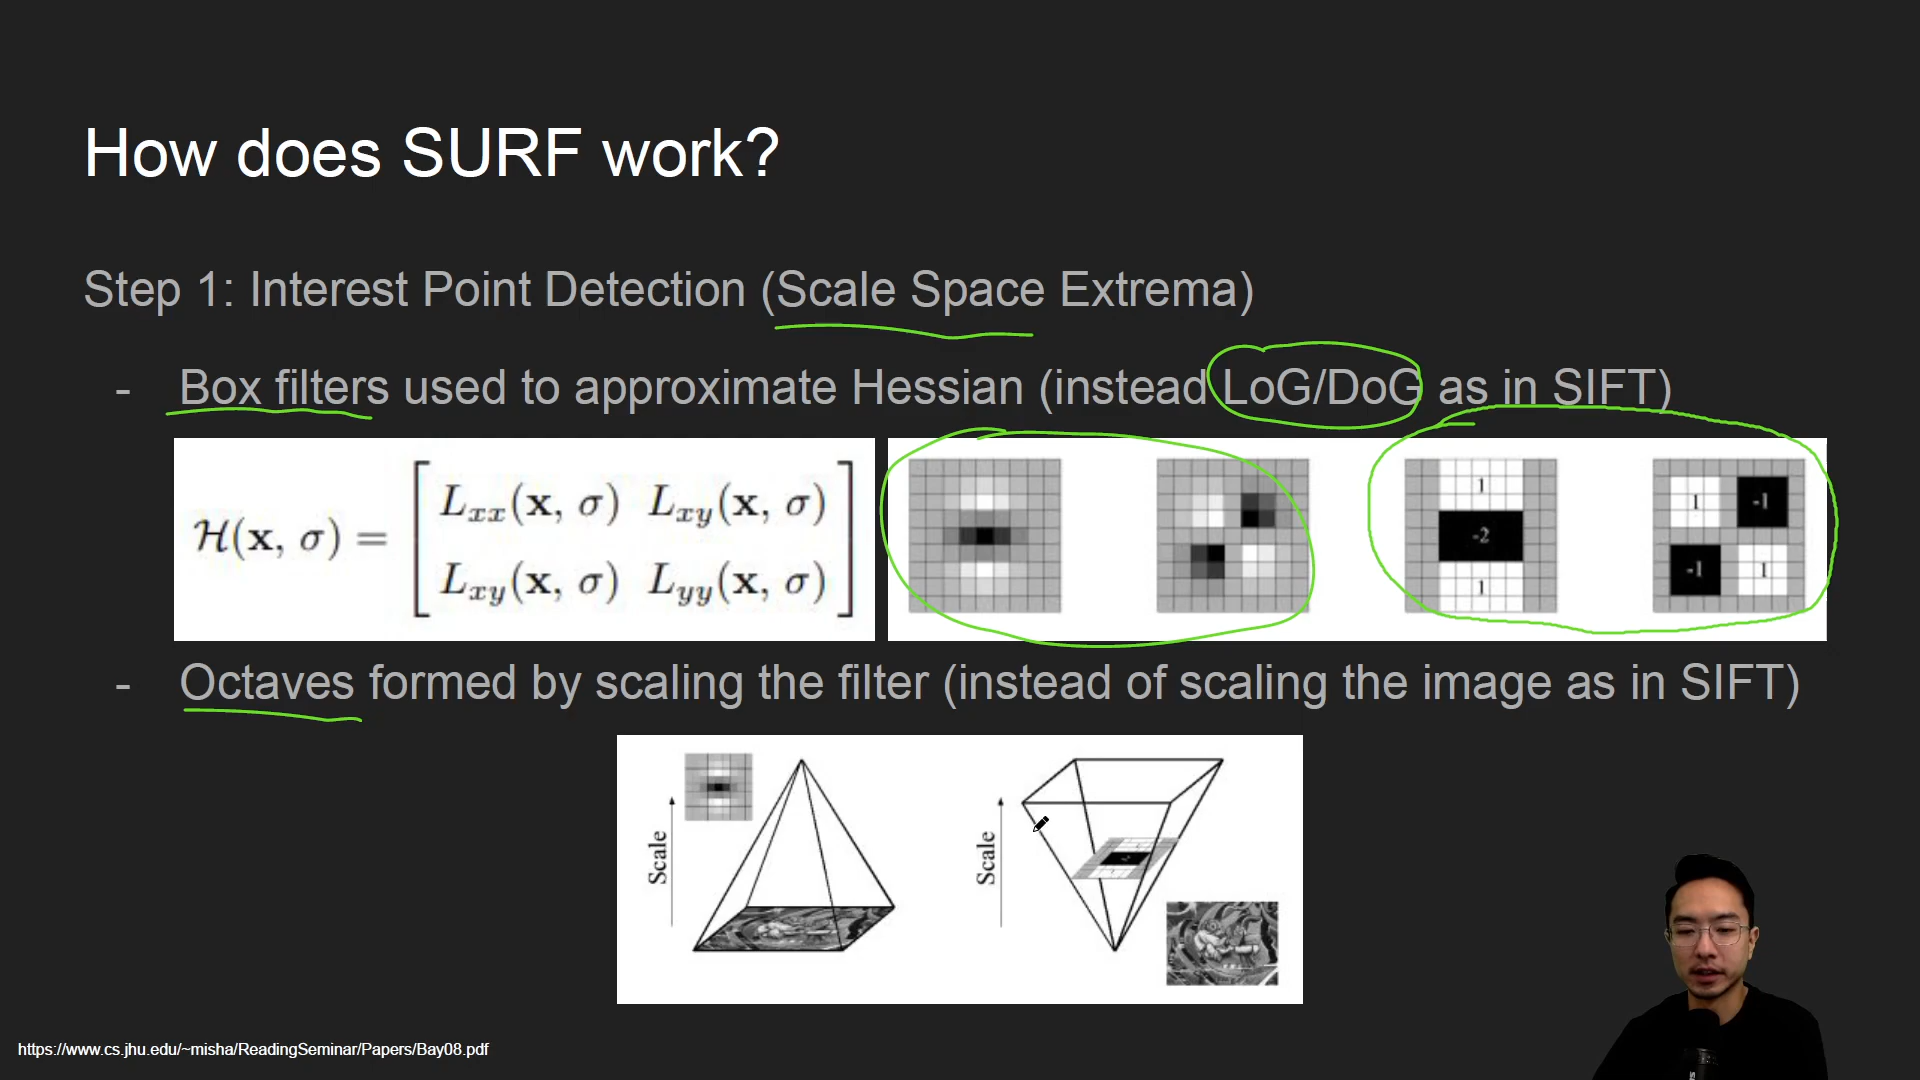 How does SURF work?
Step 1: Interest Point Detection (Scale Space Extrema)
- Box filters used to approximate Hessian (instead LoG/DoG as in SIFT)
H(x, σ) = [ Lxx(x, σ) Lxy(x, σ)
Lxy(x, σ) Lyy(x, σ) ]
1
-2
1
1 -1
-1 1
- Octaves formed by scaling the filter (instead of scaling the image as in SIFT)
Scale
Scale
https://www.cs.jhu.edu/~misha/ReadingSeminar/Papers/Bay08.pdf